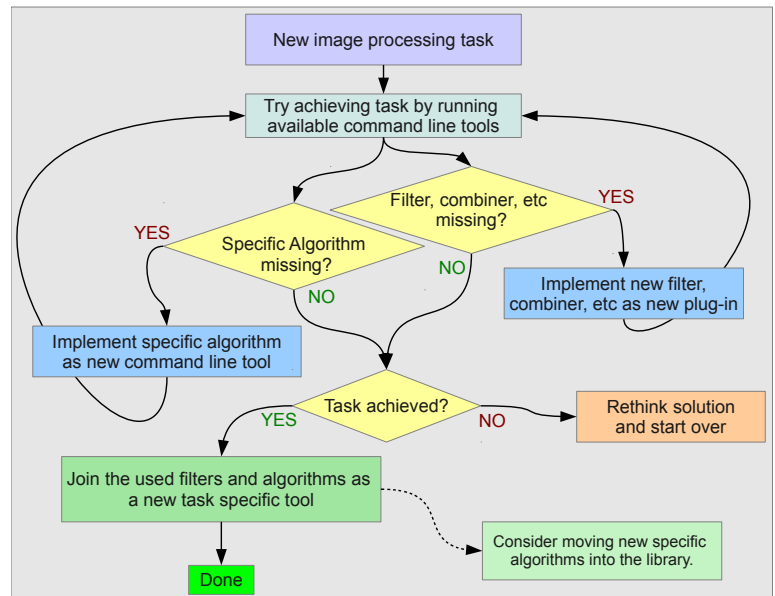 New image processing task
Try achieving task by running
available command line tools
Filter, combiner, etc
missing?
YES
YES
Specific Algorithm
missing?
NO
NO
Implement new filter,
combiner, etc as new plug-in
Implement specific algorithm
as new command line tool
Task achieved?
YES
NO
Rethink solution
and start over
Join the used filters and algorithms as
a new task specific tool
Consider moving new specific
algorithms into the library.
Done